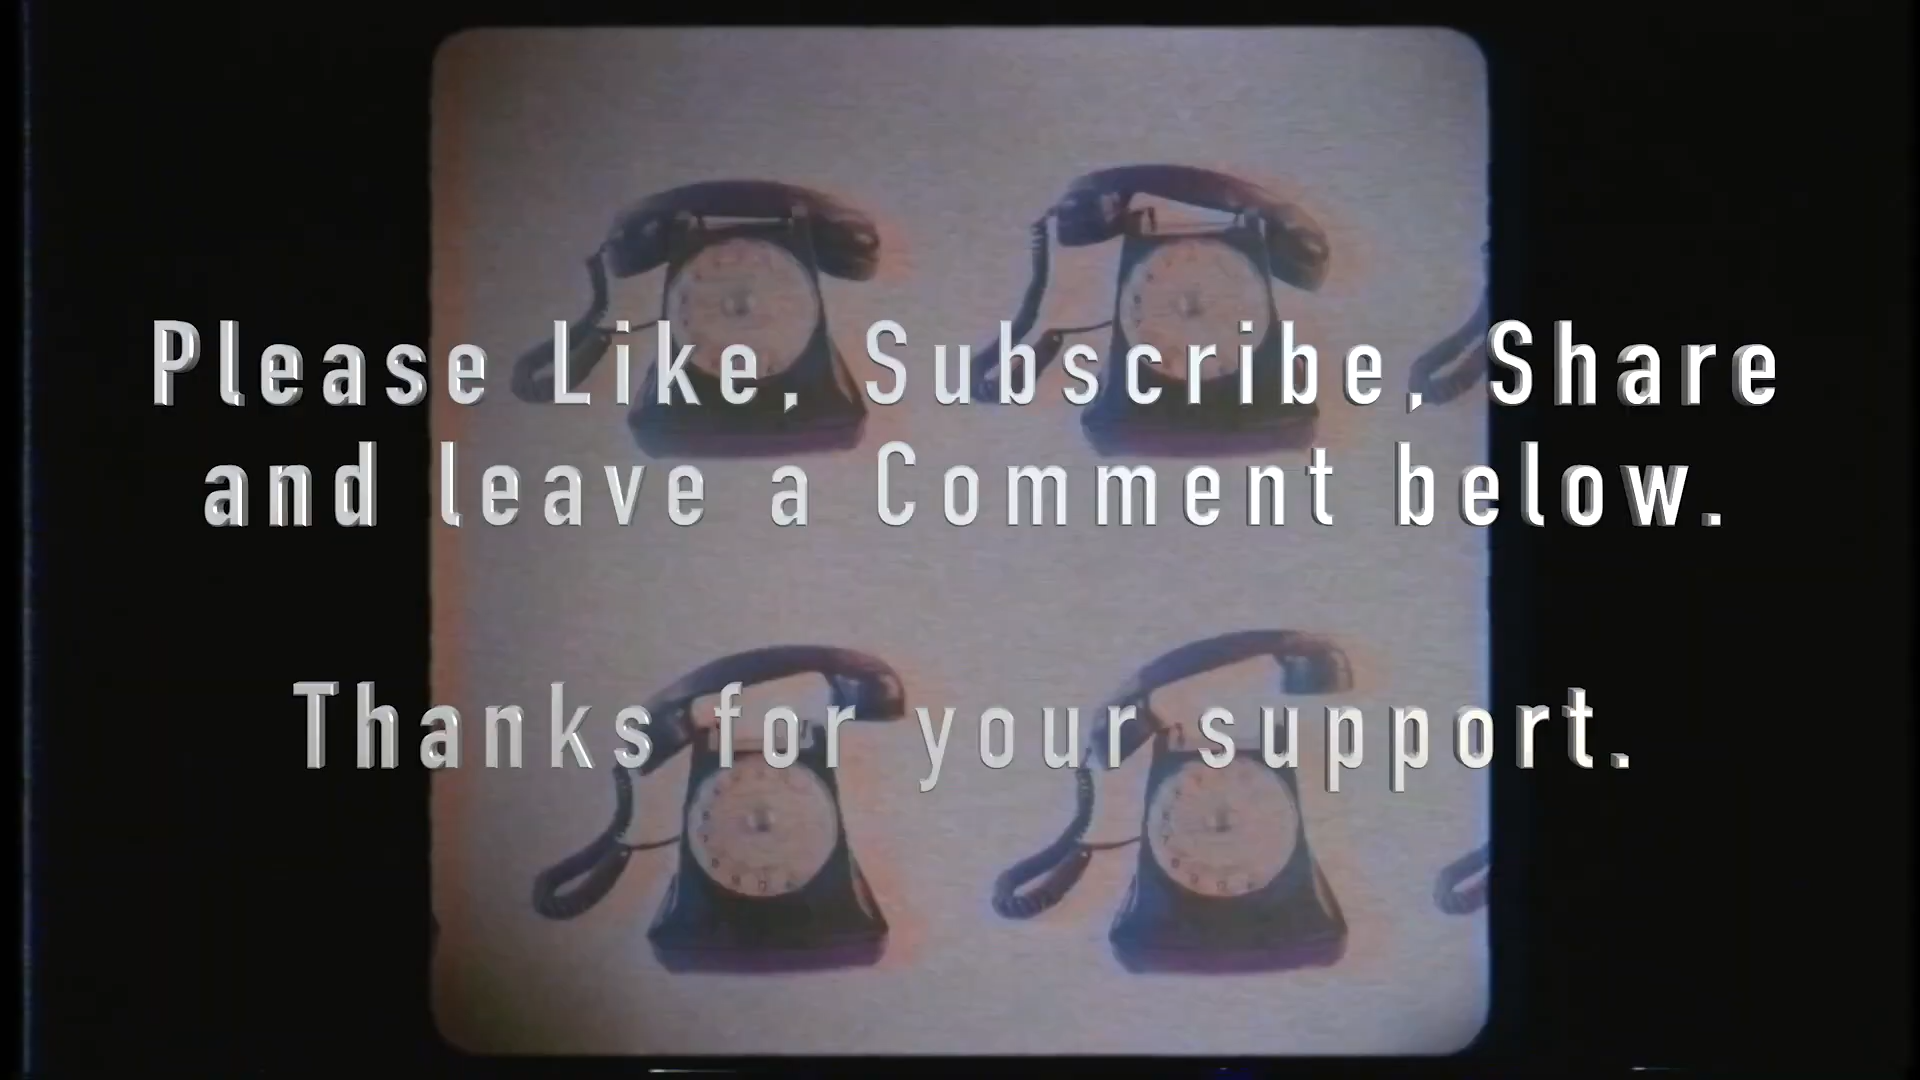 Please Like, Subscribe, Share
and leave a Comment below.
Thanks for your support.